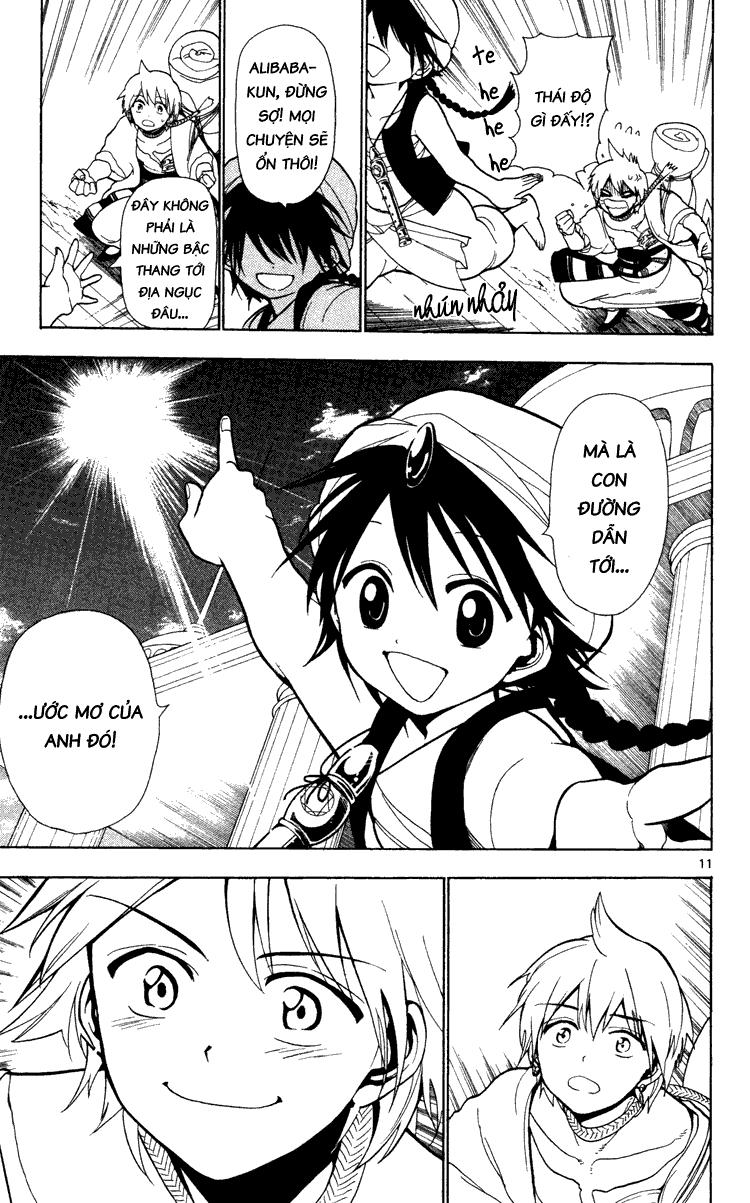 te
he
he
he
THÁI ĐỘ
GÌ ĐẤY!?
nhún nhảy
ALIBABA-
KUN, ĐỪNG
SỢ! MỌI
CHUYỆN SẼ
ỔN THÔI!
ĐÂY KHÔNG
PHẢI LÀ
NHỮNG BẬC
THANG TỚI
ĐỊA NGỤC
ĐÂU...
MÀ LÀ
CON
ĐƯỜNG
DẪN
TỚI...
...ƯỚC MƠ CỦA
ANH ĐÓ!
11